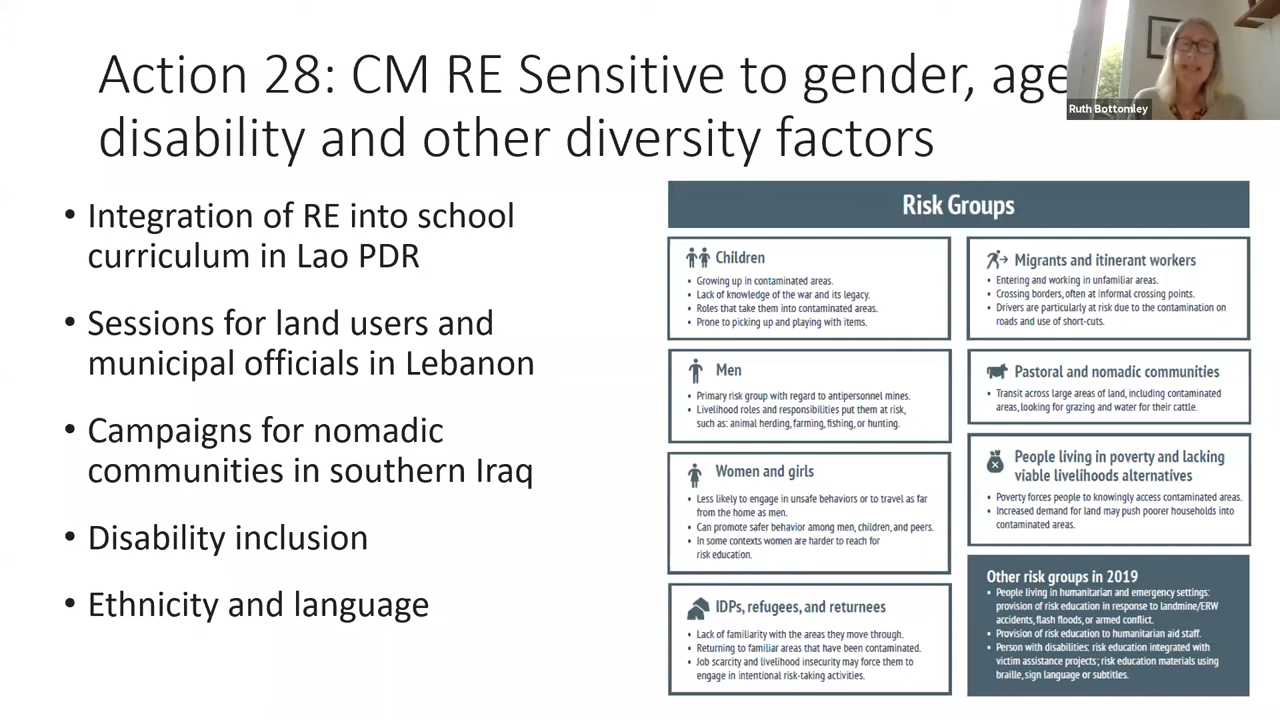 Action 28: CM RE Sensitive to gender, age
disability and other diversity factors
Ruth Bottomley
• Integration of RE into school
curriculum in Lao PDR
• Sessions for land users and
municipal officials in Lebanon
• Campaigns for nomadic
communities in southern Iraq
• Disability inclusion
• Ethnicity and language
Risk Groups
Children
• Growing up in contaminated areas.
• Lack of knowledge of the war and its legacy.
• Roles that take them into contaminated areas.
• Prone to picking up and playing with items.
Men
• Primary risk group with regard to antipersonnel mines.
• Livelihood roles and responsibilities put them at risk,
such as: animal herding, farming, fishing, or hunting.
Women and girls
• Less likely to engage in unsafe behaviors or to travel as far
from the home as men.
• Can promote safer behavior among men, children, and peers.
• In some contexts women are harder to reach for
risk education.
IDPs, refugees, and returnees
• Lack of familiarity with the areas they move through.
• Returning to familiar areas that have been contaminated.
• Job scarcity and livelihood insecurity may force them to
engage in intentional risk-taking activities.
Migrants and itinerant workers
• Entering and working in unfamiliar areas.
• Crossing borders, often at informal crossing points.
• Drivers are particularly at risk due to the contamination on
roads and use of short-cuts.
Pastoral and nomadic communities
• Transit across large areas of land, including contaminated
areas, looking for grazing and water for their cattle.
People living in poverty and lacking
viable livelihoods alternatives
• Poverty forces people to knowingly access contaminated areas.
• Increased demand for land may push poorer households into
contaminated areas.
Other risk groups in 2019
• People living in humanitarian and emergency settings:
provision of risk education in response to landmine/ERW
accidents, flash floods, or armed conflict.
• Provision of risk education to humanitarian aid staff.
• Person with disabilities: risk education integrated with
victim assistance projects; risk education materials using
braille, sign language or subtitles.